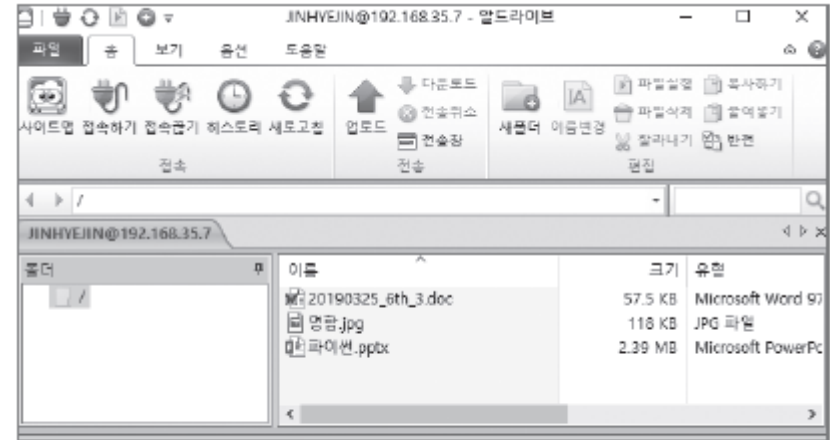 JINHYEJIN@192.168.35.7 - 알드라이브
파일 홈 보기 옵션 도움말
다운로드 파일실행 복사하기
전송취소 파일삭제 붙여넣기
사이트맵 접속하기 접속끊기 히스토리 새로고침 업로드 전송창 새폴더 이름변경 잘라내기 반전
접속 전송 편집
/
JINHYEJIN@192.168.35.7
폴더 이름 크기 유형
/ 20190325_6th_3.doc 57.5 KB Microsoft Word 97
명함.jpg 118 KB JPG 파일
파이썬.pptx 2.39 MB Microsoft PowerPc